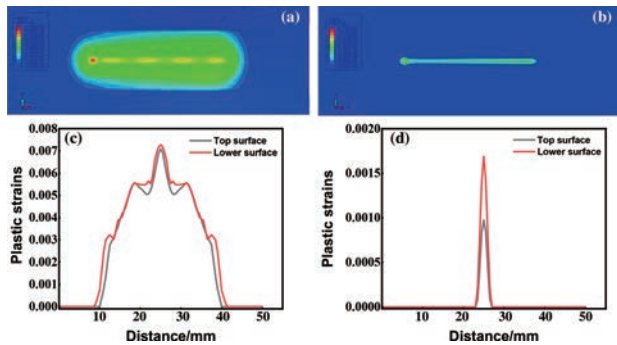 (a)
(b)
0.008
0.007
0.006
0.005
0.004
0.003
0.002
0.001
0.000
Plastic strains
(c)
Top surface
Lower surface
10
20
30
40
50
Distance/mm
0.0020
0.0015
0.0010
0.0005
0.0000
Plastic strains
(d)
Top surface
Lower surface
10
20
30
40
50
Distance/mm